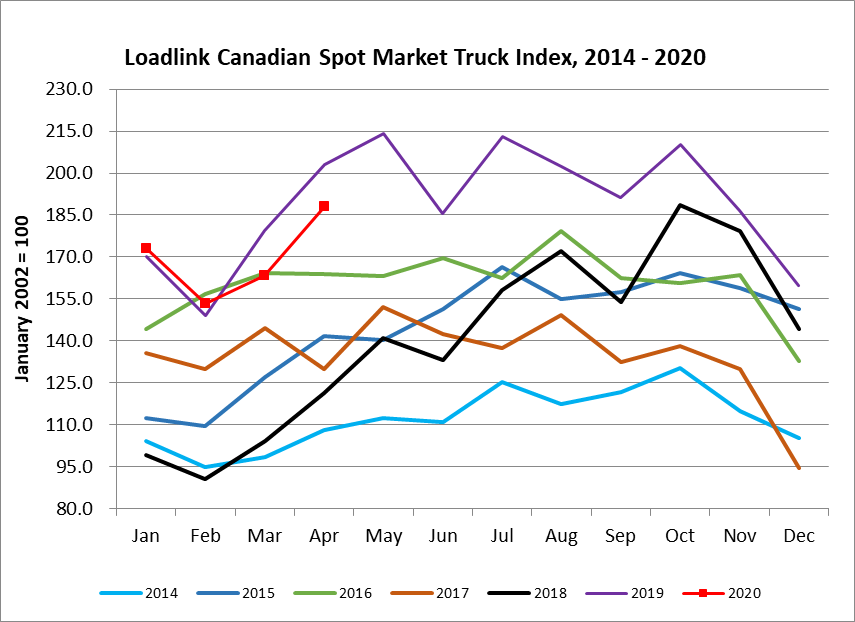 Loadlink Canadian Spot Market Truck Index, 2014 - 2020
January 2002 = 100
230.0
215.0
200.0
185.0
170.0
155.0
140.0
125.0
110.0
95.0
80.0
Jan Feb Mar Apr May Jun Jul Aug Sep Oct Nov Dec
2014 2015 2016 2017 2018 2019 2020